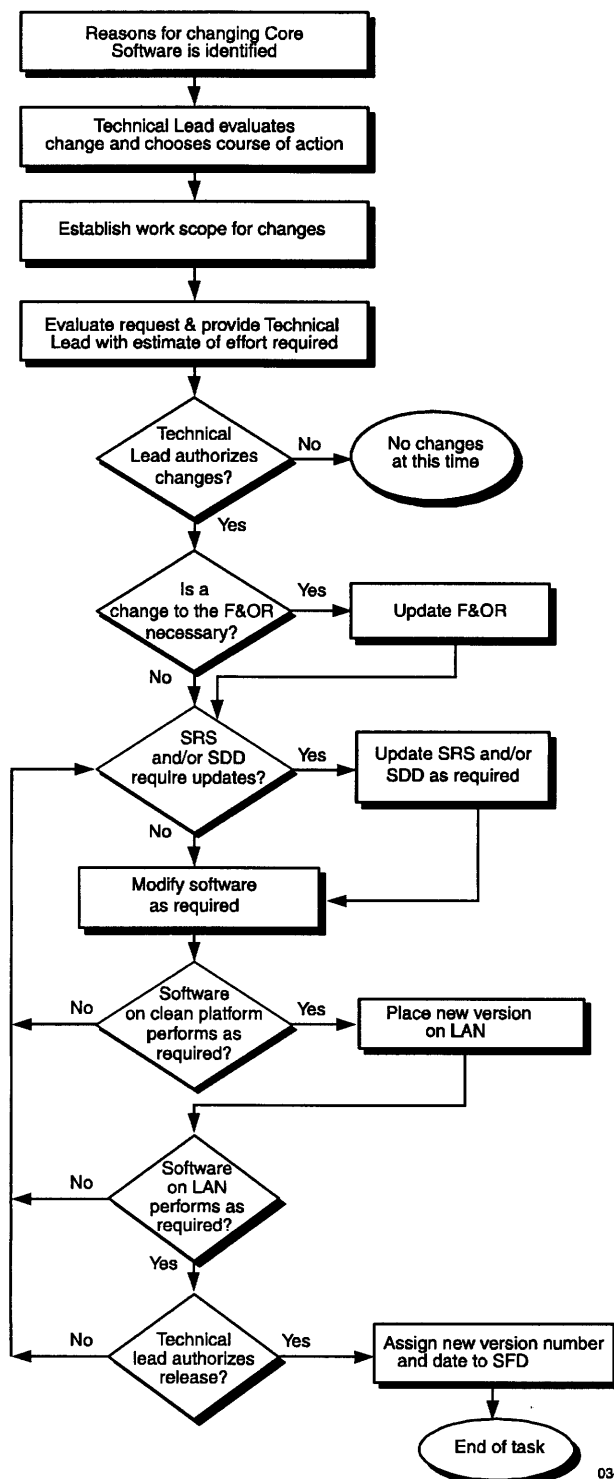 Reasons for changing Core
Software is identified
Technical Lead evaluates
change and chooses course of action
Establish work scope for changes
Evaluate request & provide Technical
Lead with estimate of effort required
Technical
Lead authorizes
changes?
No
No changes
at this time
Yes
Is a
change to the F&OR
necessary?
Yes
Update F&OR
No
SRS
and/or SDD
require updates?
Yes
Update SRS and/or
SDD as required
No
Modify software
as required
Software
on clean platform
performs as
required?
No
Yes
Place new version
on LAN
Software
on LAN
performs as
required?
No
Yes
Technical
lead authorizes
release?
No
Yes
Assign new version number
and date to SFD
End of task
03